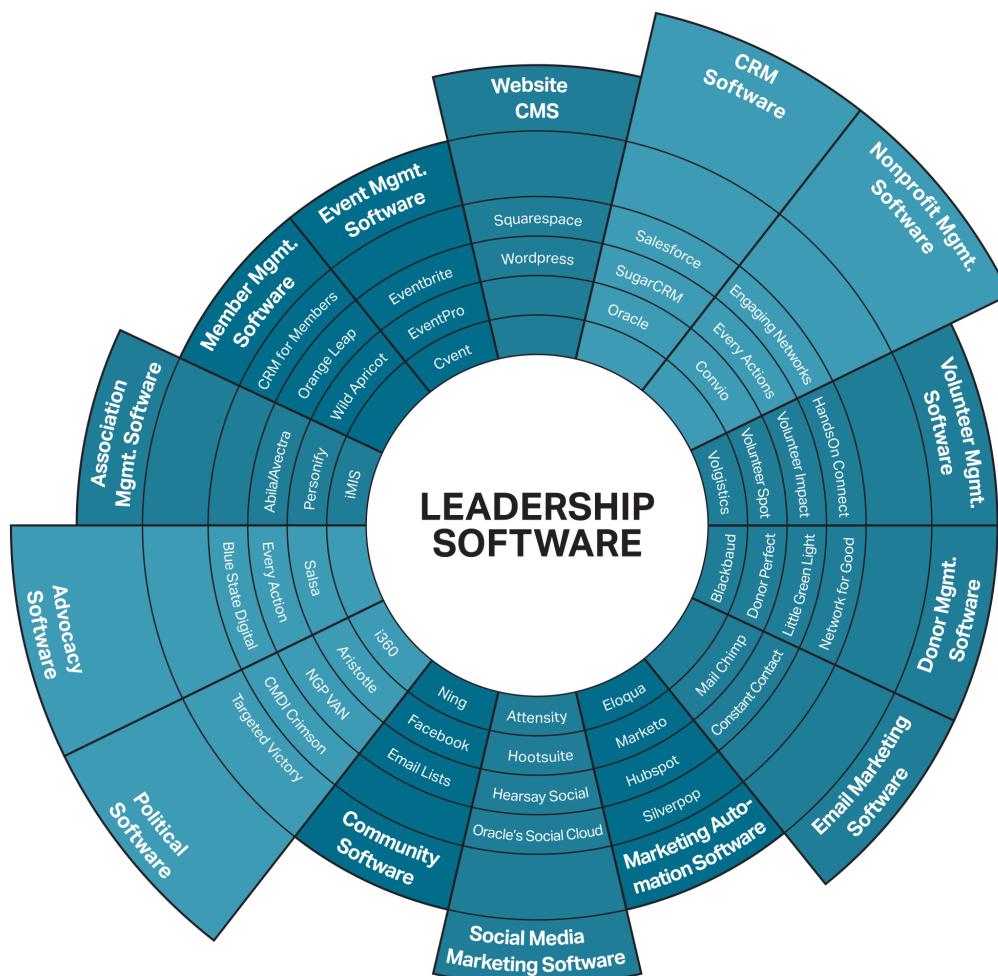 LEADERSHIP
SOFTWARE
Website
CMS
Squarespace
Wordpress
CRM
Software
Salesforce
SugarCRM
Oracle
Nonprofit Mgmt.
Software
Engaging Networks
Every Actions
Convio
Volunteer Mgmt.
Software
HandsOn Connect
Volunteer Impact
Volunteer Spot
Volgistics
Donor Mgmt.
Software
Network for Good
Little Green Light
Donor Perfect
Blackbaud
Email Marketing
Software
Constant Contact
Mail Chimp
Marketing Auto-
mation Software
Eloqua
Marketo
Hubspot
Silverpop
Social Media
Marketing Software
Attensity
Hootsuite
Hearsay Social
Oracle's Social Cloud
Community
Software
Ning
Facebook
Email Lists
Political
Software
i360
Aristotle
NGP VAN
CMDI Crimson
Targeted Victory
Advocacy
Software
Salsa
Every Action
Blue State Digital
Association
Mgmt. Software
Abila/Avectra
Personify
iMIS
Member Mgmt.
Software
CRM for Members
Orange Leap
Wild Apricot
Event Mgmt.
Software
Eventbrite
EventPro
Cvent